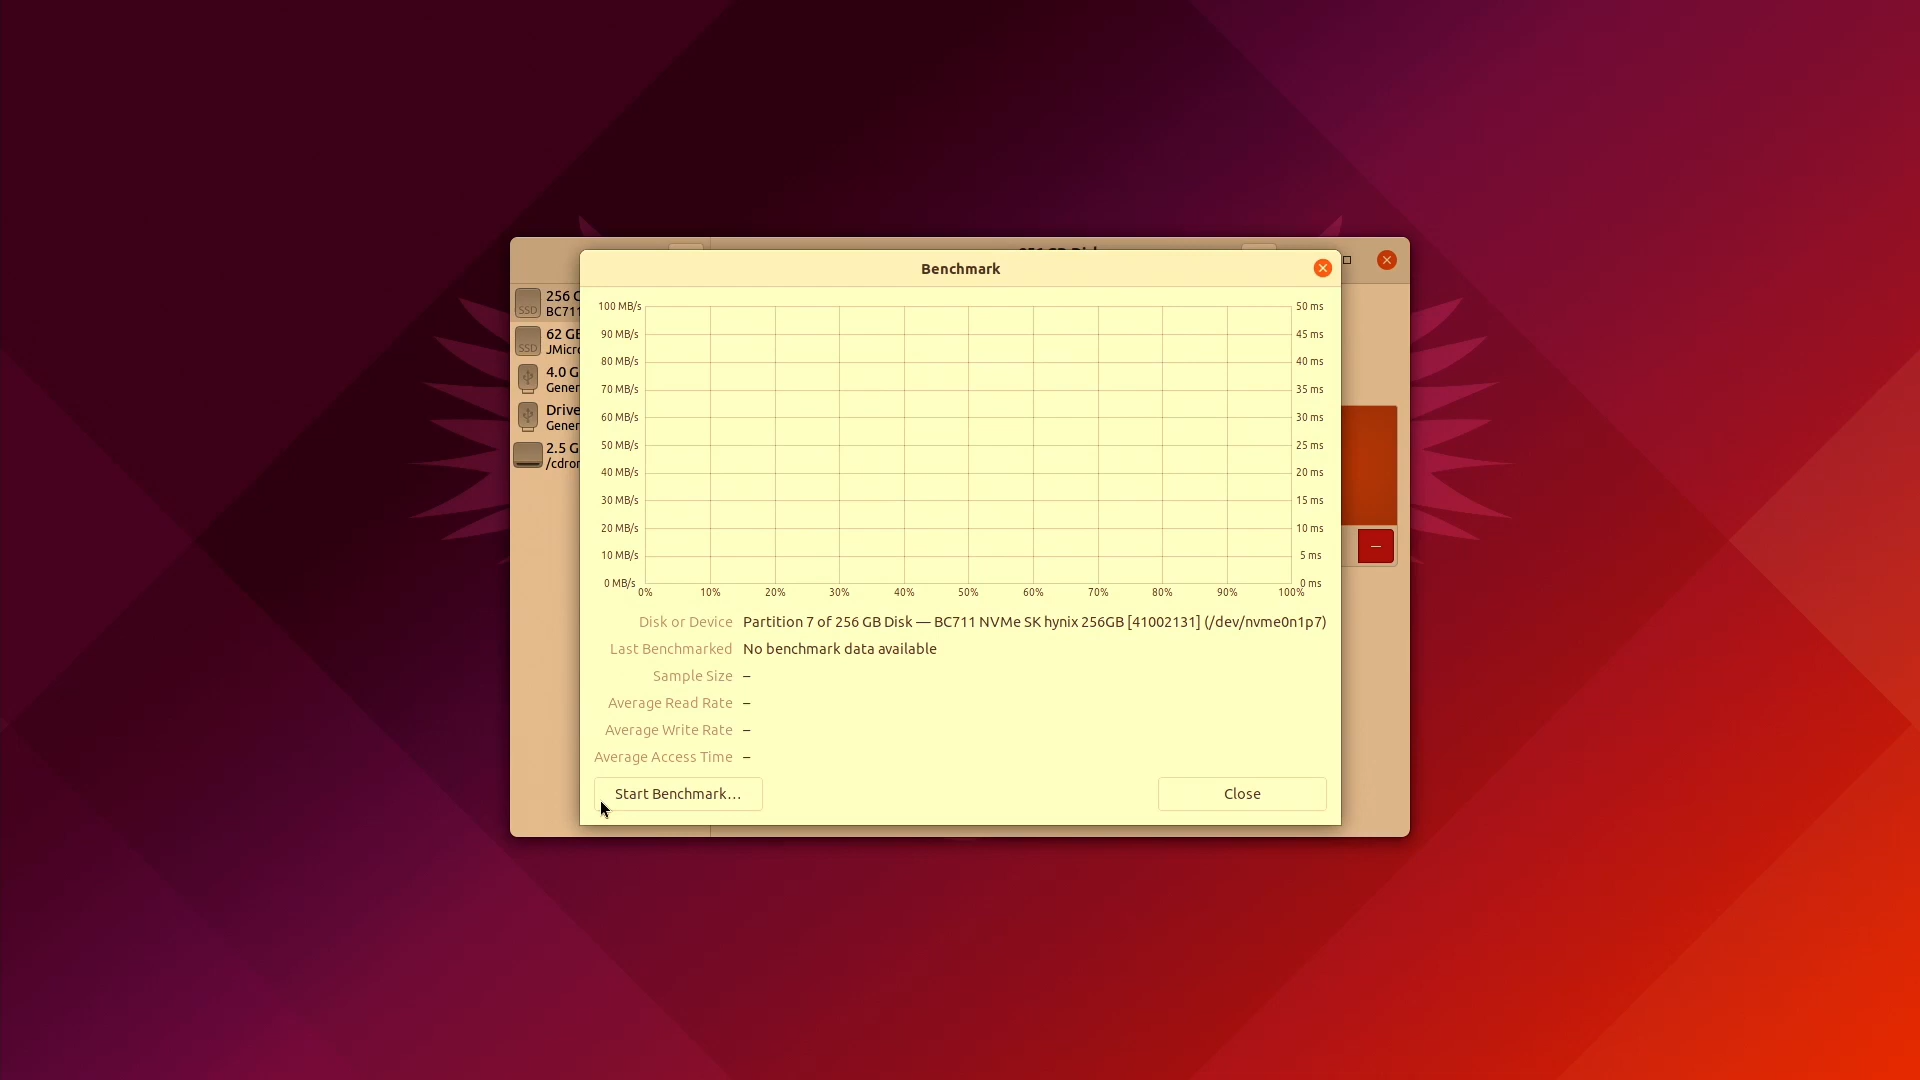 Benchmark
SSD
256 G
BC711
SSD
62 GB
JMicro
4.0 G
Gener
Drive
Gener
2.5 G
/cdrom
100 MB/s
90 MB/s
80 MB/s
70 MB/s
60 MB/s
50 MB/s
40 MB/s
30 MB/s
20 MB/s
10 MB/s
0 MB/s
50 ms
45 ms
40 ms
35 ms
30 ms
25 ms
20 ms
15 ms
10 ms
5 ms
0 ms
0% 10% 20% 30% 40% 50% 60% 70% 80% 90% 100%
Disk or Device Partition 7 of 256 GB Disk — BC711 NVMe SK hynix 256GB [41002131] (/dev/nvme0n1p7)
Last Benchmarked No benchmark data available
Sample Size –
Average Read Rate –
Average Write Rate –
Average Access Time –
Start Benchmark… Close